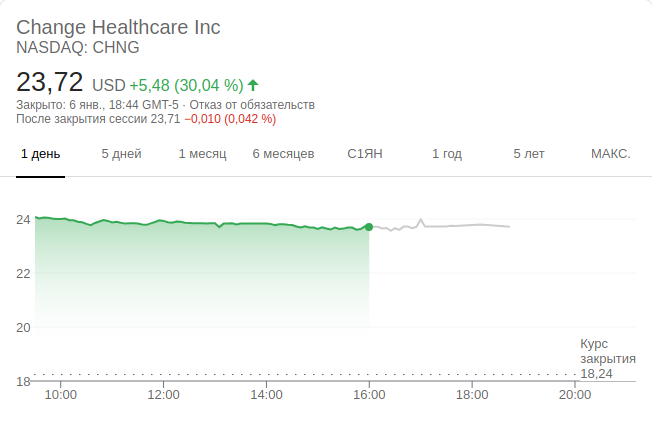 Change Healthcare Inc
NASDAQ: CHNG
23,72 USD +5,48 (30,04 %)
Закрыто: 6 янв., 18:44 GMT-5 · Отказ от обязательств
После закрытия сессии 23,71 −0,010 (0,042 %)
1 день 5 дней 1 месяц 6 месяцев С1ЯН 1 год 5 лет МАКС.
24
22
20
Курс
закрытия
18,24
18
10:00 12:00 14:00 16:00 18:00 20:00